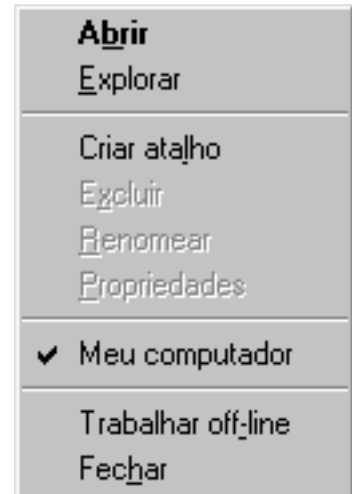 Abrir
Explorar
Criar atalho
Excluir
Renomear
Propriedades
Meu computador
Trabalhar off-line
Fechar